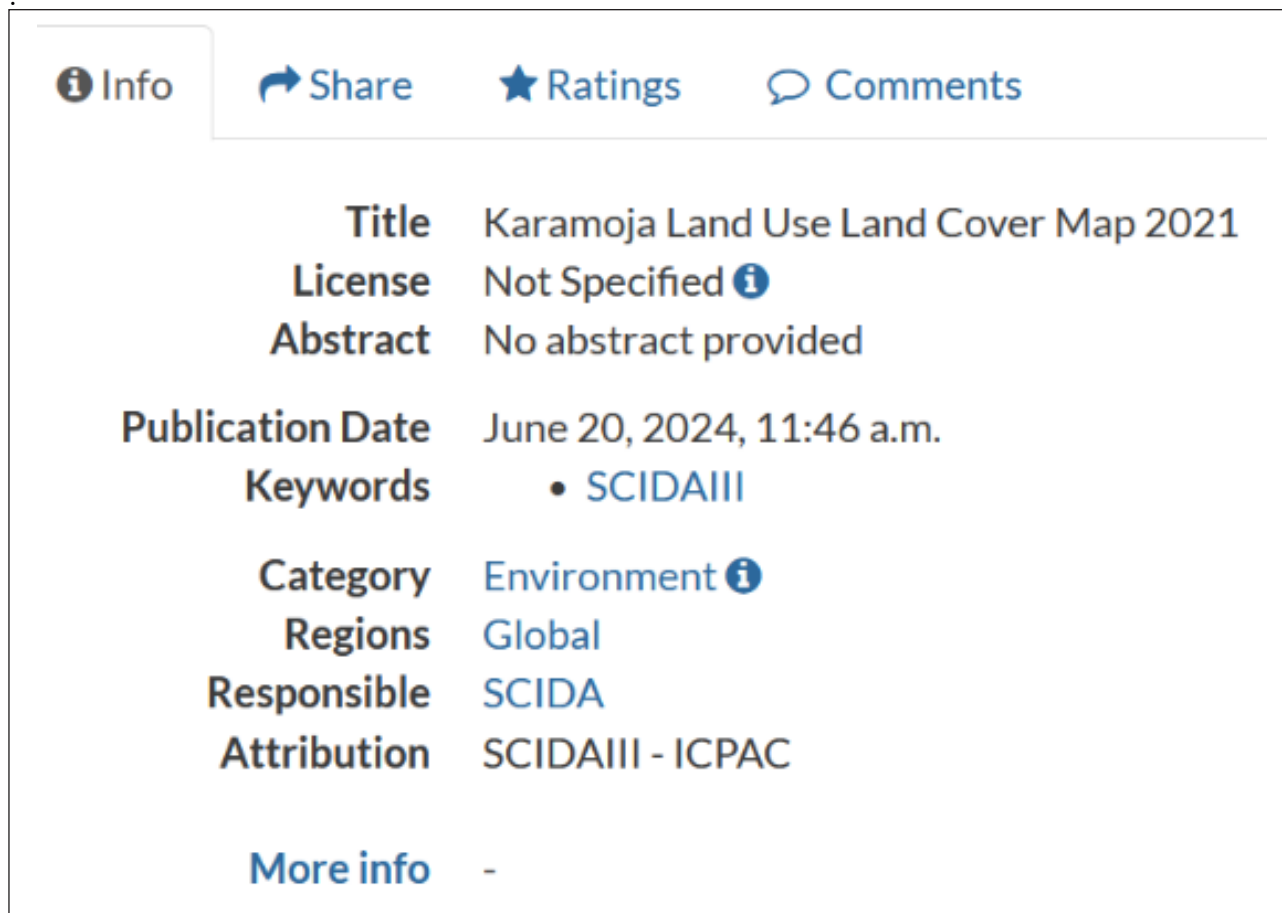 Info Share Ratings Comments
Title Karamoja Land Use Land Cover Map 2021
License Not Specified
Abstract No abstract provided
Publication Date June 20, 2024, 11:46 a.m.
Keywords • SCIDAIII
Category Environment
Regions Global
Responsible SCIDA
Attribution SCIDAIII - ICPAC
More info -